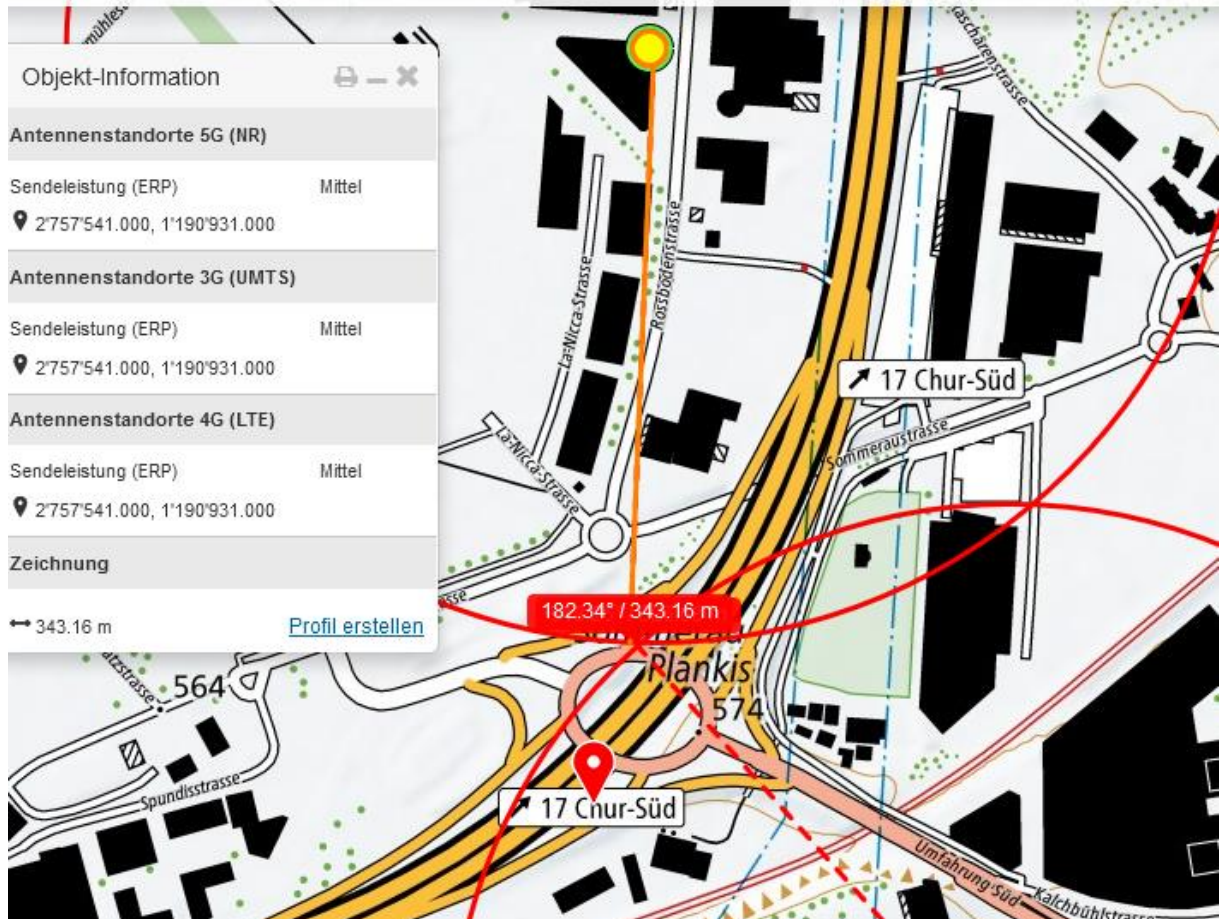 Objekt-Information
Antennenstandorte 5G (NR)
Sendeleistung (ERP) Mittel
2'757'541.000, 1'190'931.000
Antennenstandorte 3G (UMTS)
Sendeleistung (ERP) Mittel
2'757'541.000, 1'190'931.000
Antennenstandorte 4G (LTE)
Sendeleistung (ERP) Mittel
2'757'541.000, 1'190'931.000
Zeichnung
343.16 m Profil erstellen
La-Nicca-Strasse
Rossbodenstrasse
17 Chur-Süd
La-Nicca-Strasse
Sommeraustrasse
182.34° / 343.16 m
Plankis
564
574
Spundisstrasse
17 Chur-Süd
Umfahrung Süd
Kalchbühlstrasse